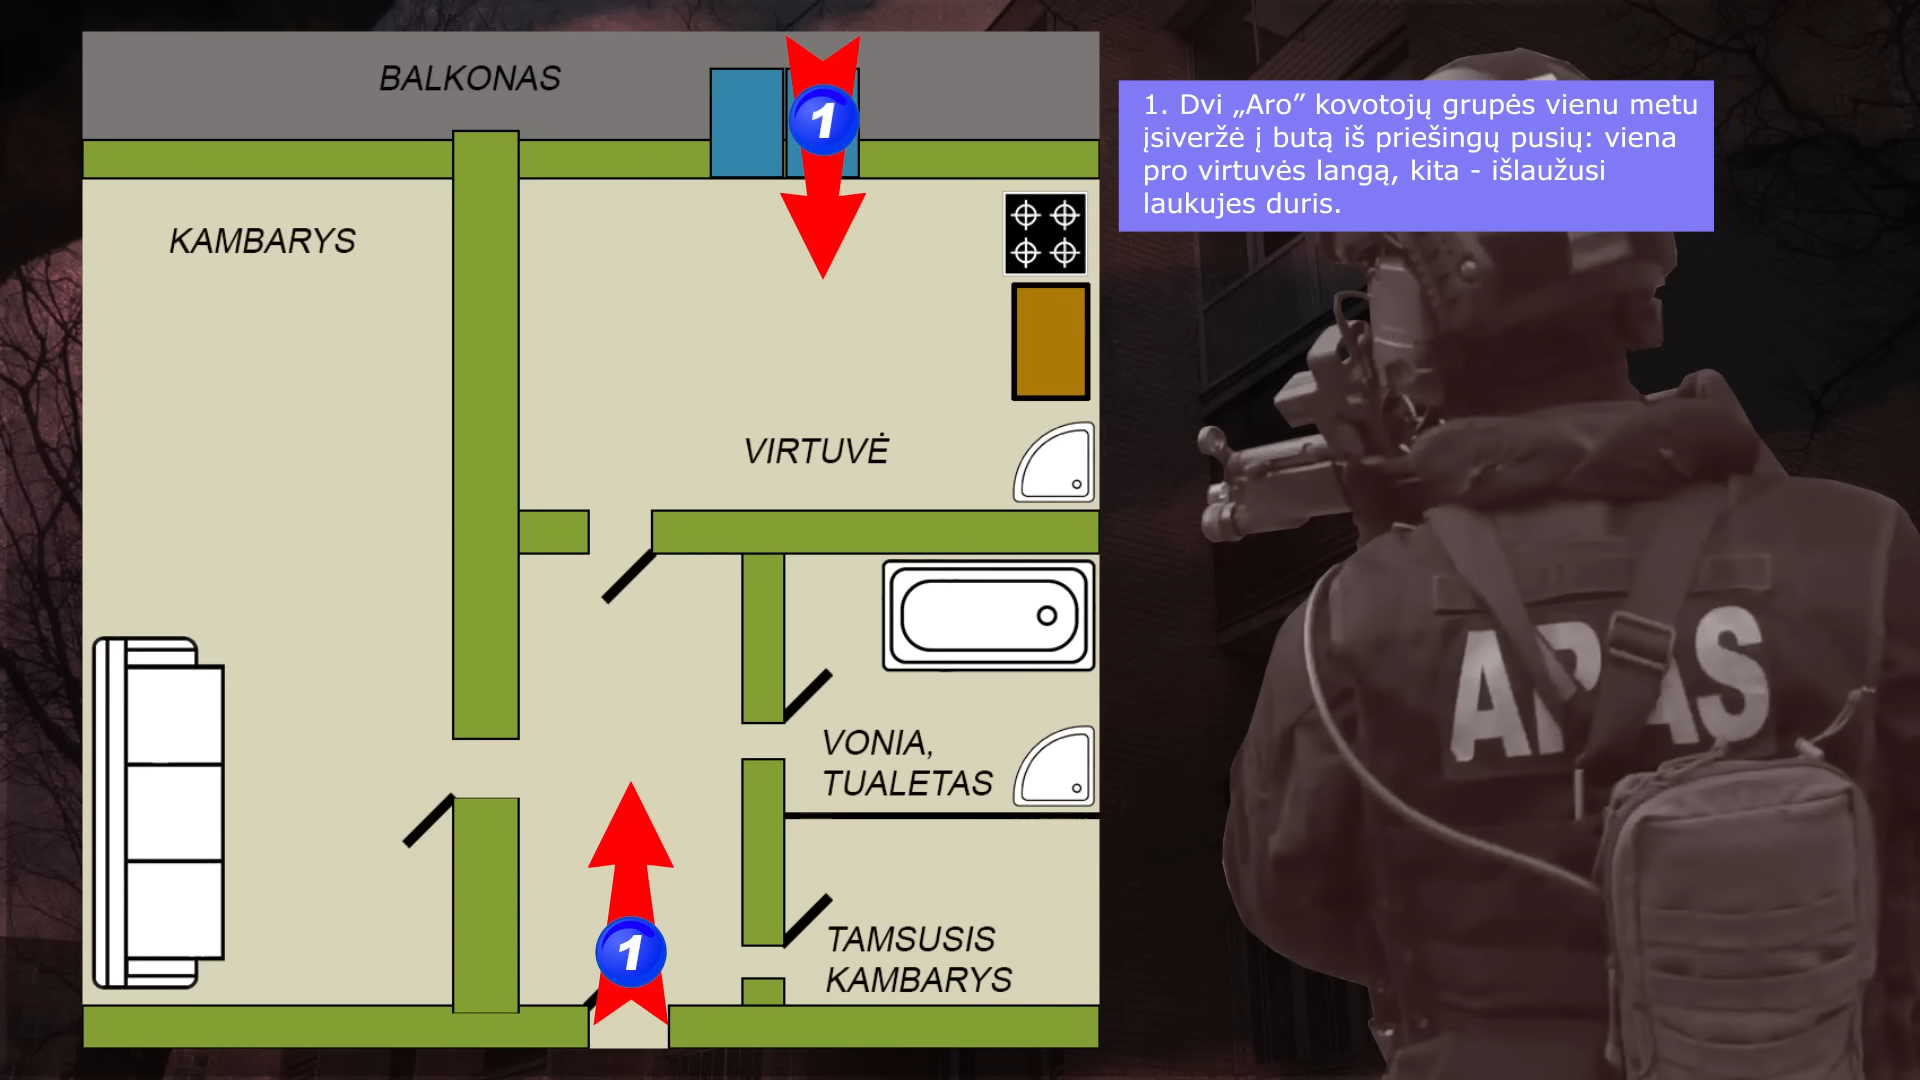 BALKONAS
1
1. Dvi „Aro” kovotojų grupės vienu metu
įsiveržė į butą iš priešingų pusių: viena
pro virtuvės langą, kita - išlaužusi
laukujes duris.
KAMBARYS
VIRTUVĖ
ARAS
VONIA,
TUALETAS
1
TAMSUSIS
KAMBARYS